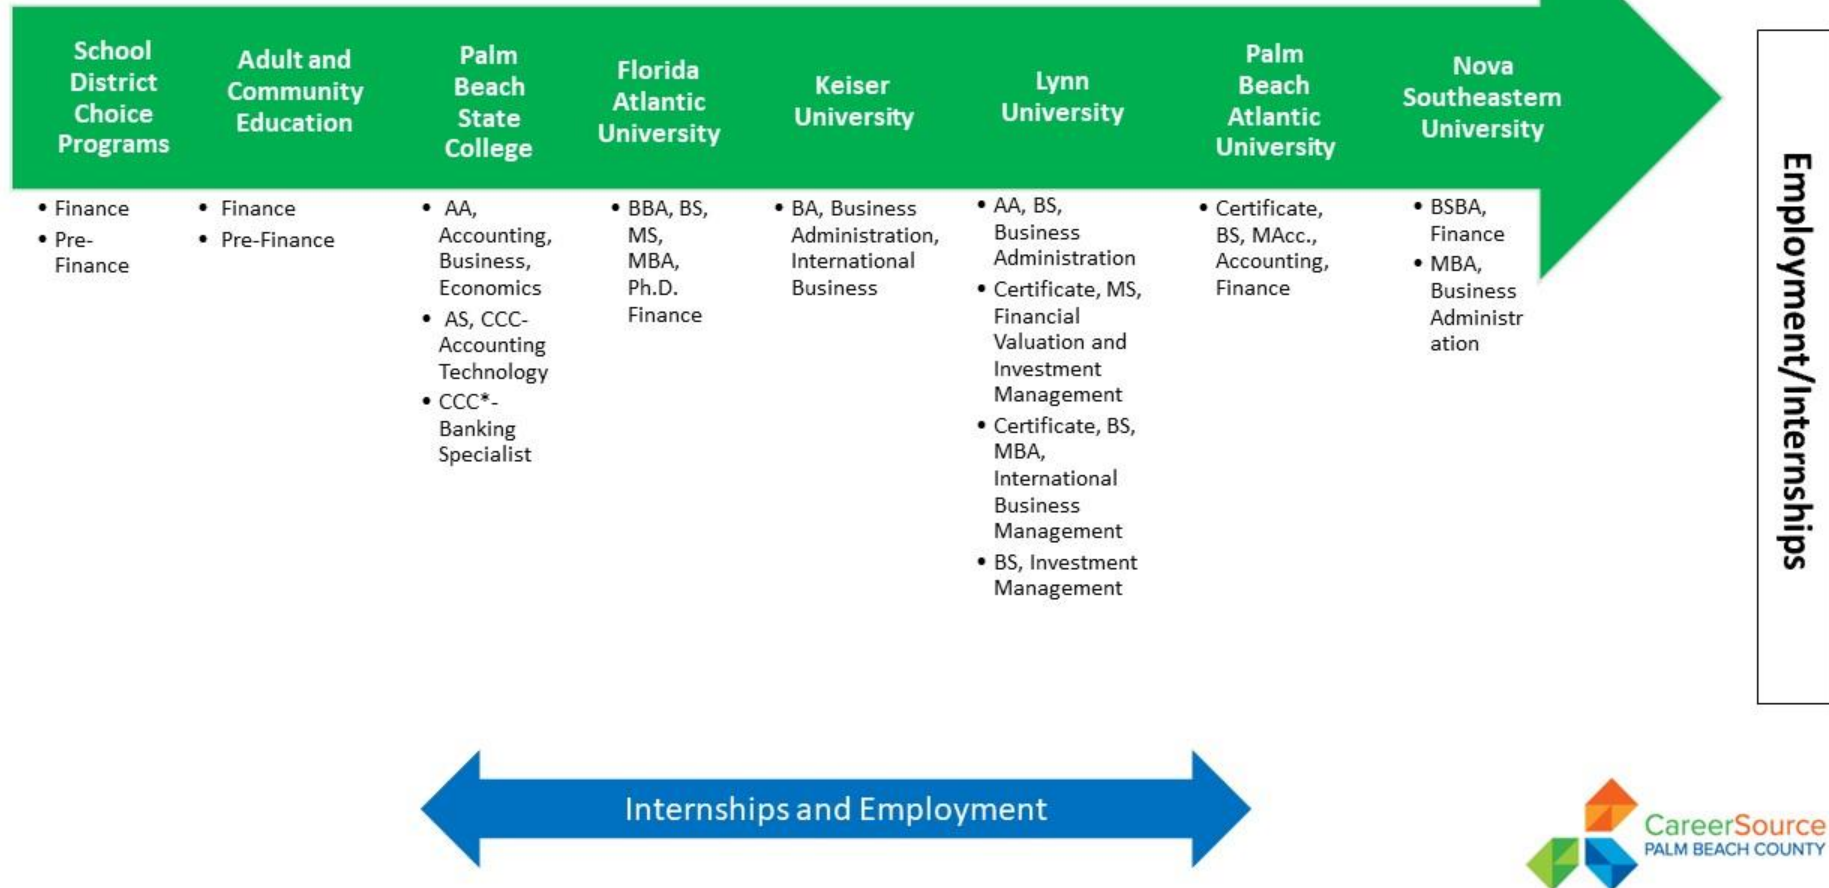 School
District
Choice
Programs
Adult and
Community
Education
Palm
Beach
State
College
Florida
Atlantic
University
Keiser
University
Lynn
University
Palm
Beach
Atlantic
University
Nova
Southeastern
University
• Finance
• Pre-
Finance
• Finance
• Pre-Finance
• AA,
Accounting,
Business,
Economics
• AS, CCC-
Accounting
Technology
• CCC*-
Banking
Specialist
• BBA, BS,
MS,
MBA,
Ph.D.
Finance
• BA, Business
Administration,
International
Business
• AA, BS,
Business
Administration
• Certificate, MS,
Financial
Valuation and
Investment
Management
• Certificate, BS,
MBA,
International
Business
Management
• BS, Investment
Management
• Certificate,
BS, MAcc.,
Accounting,
Finance
• BSBA,
Finance
• MBA,
Business
Administr
ation
Employment/Internships
Internships and Employment
CareerSource
PALM BEACH COUNTY